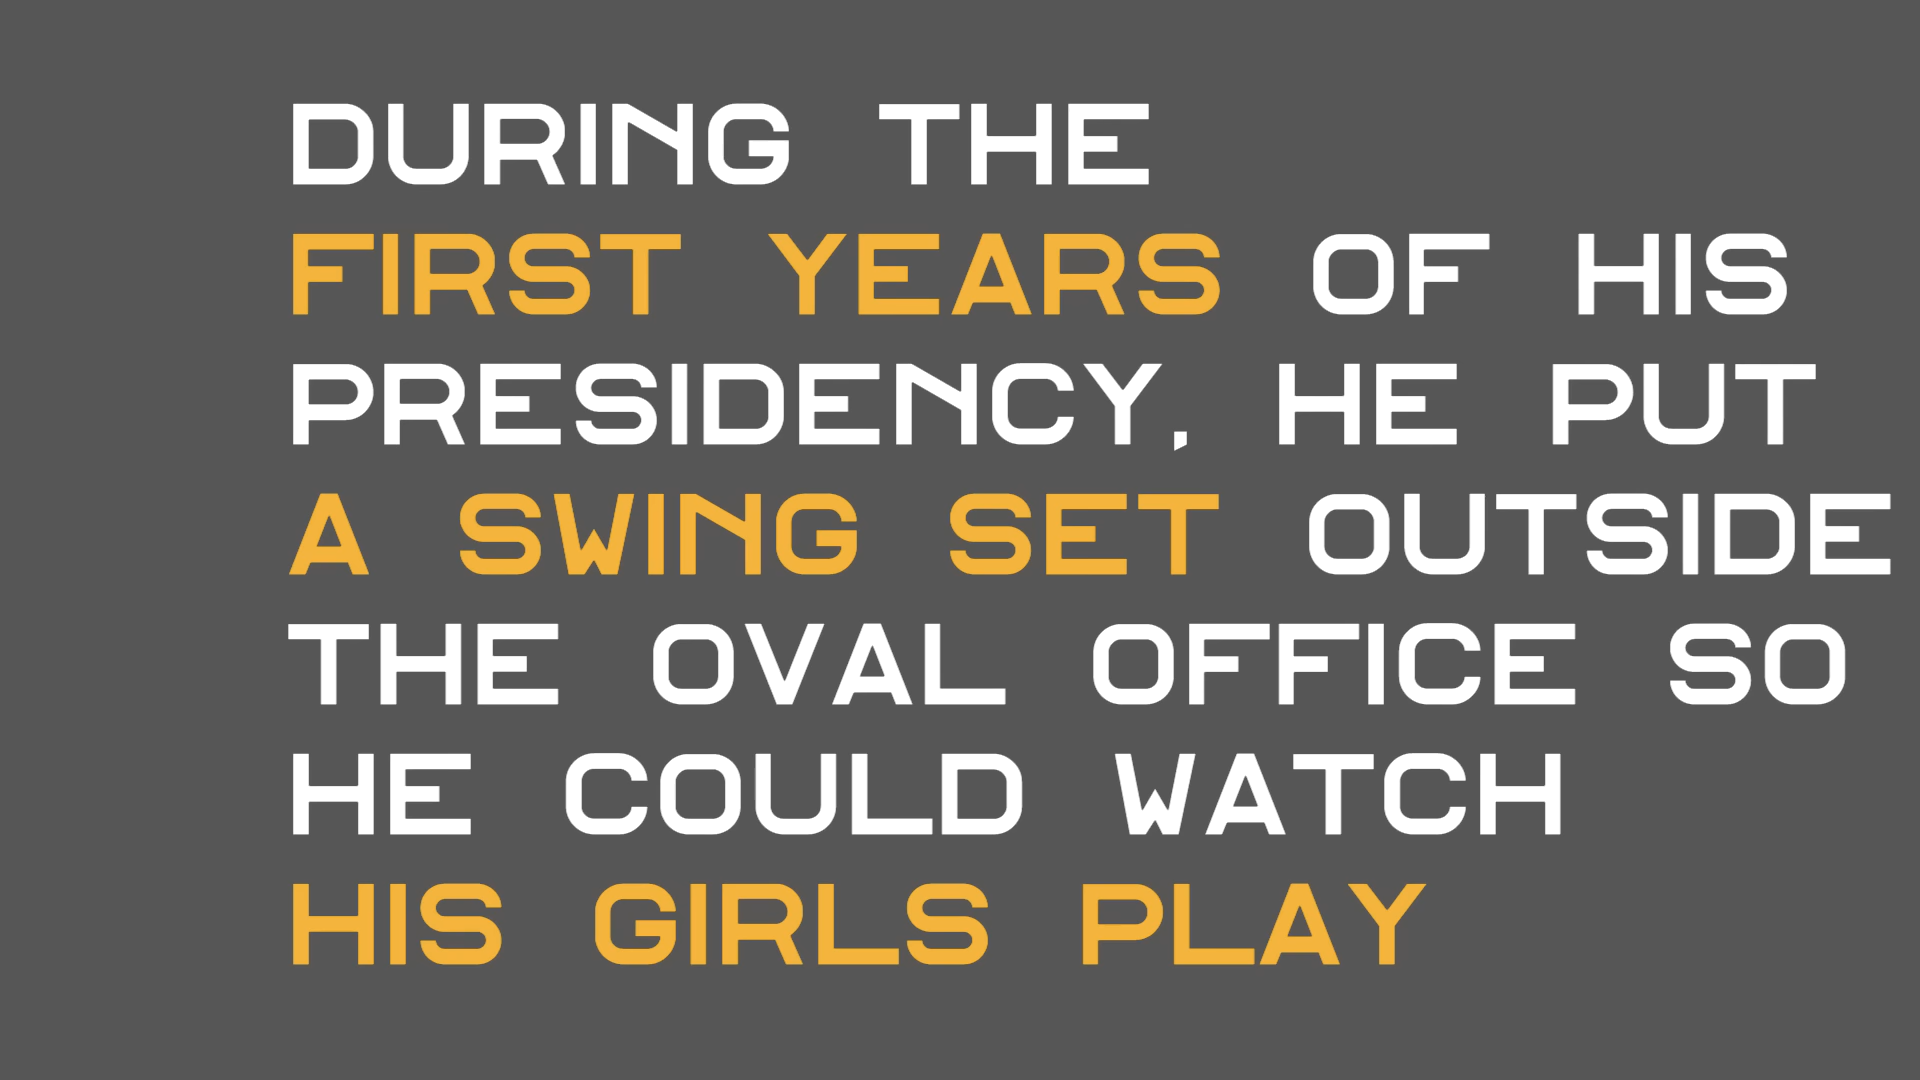 DURING THE
FIRST YEARS OF HIS
PRESIDENCY, HE PUT
A SWING SET OUTSIDE
THE OVAL OFFICE SO
HE COULD WATCH
HIS GIRLS PLAY